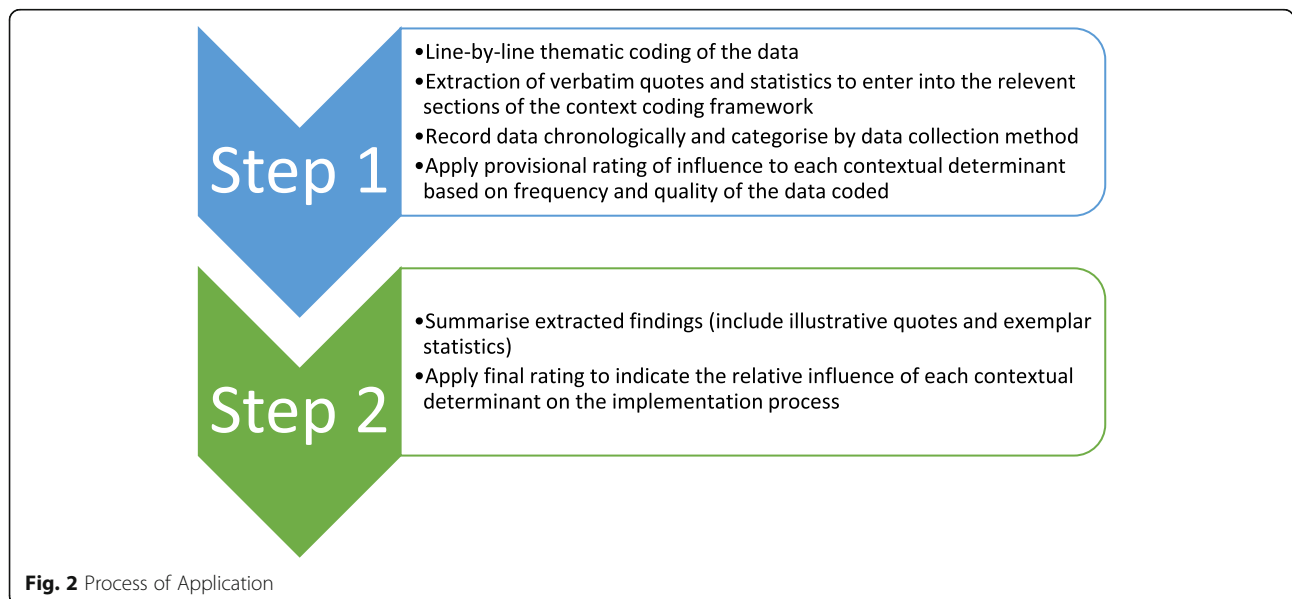 Step 1
•Line-by-line thematic coding of the data
•Extraction of verbatim quotes and statistics to enter into the relevent
sections of the context coding framework
•Record data chronologically and categorise by data collection method
•Apply provisional rating of influence to each contextual determinant
based on frequency and quality of the data coded
Step 2
•Summarise extracted findings (include illustrative quotes and exemplar
statistics)
•Apply final rating to indicate the relative influence of each contextual
determinant on the implementation process
Fig. 2 Process of Application